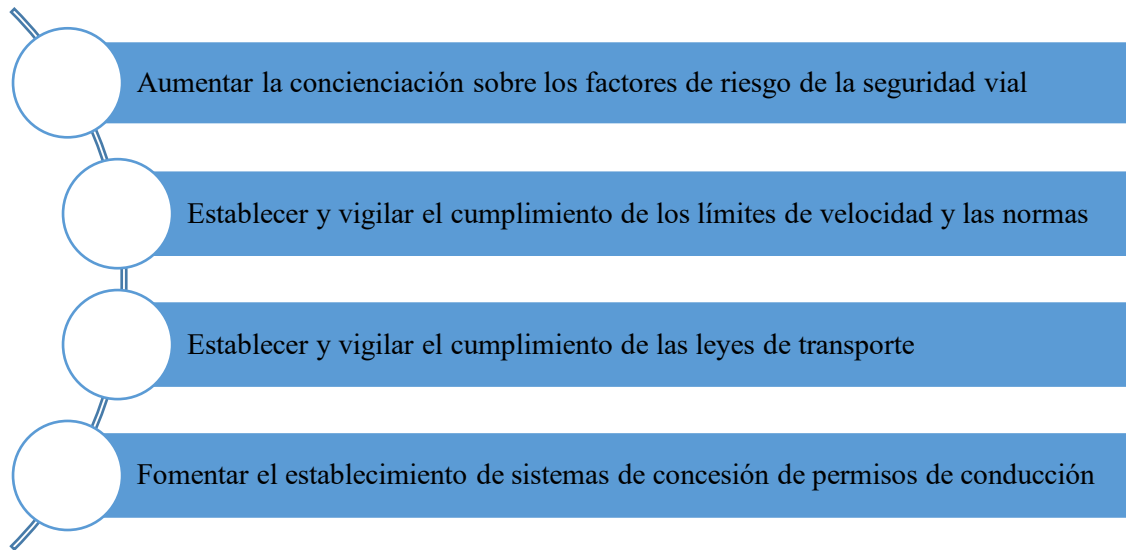 Aumentar la concienciación sobre los factores de riesgo de la seguridad vial
Establecer y vigilar el cumplimiento de los límites de velocidad y las normas
Establecer y vigilar el cumplimiento de las leyes de transporte
Fomentar el establecimiento de sistemas de concesión de permisos de conducción